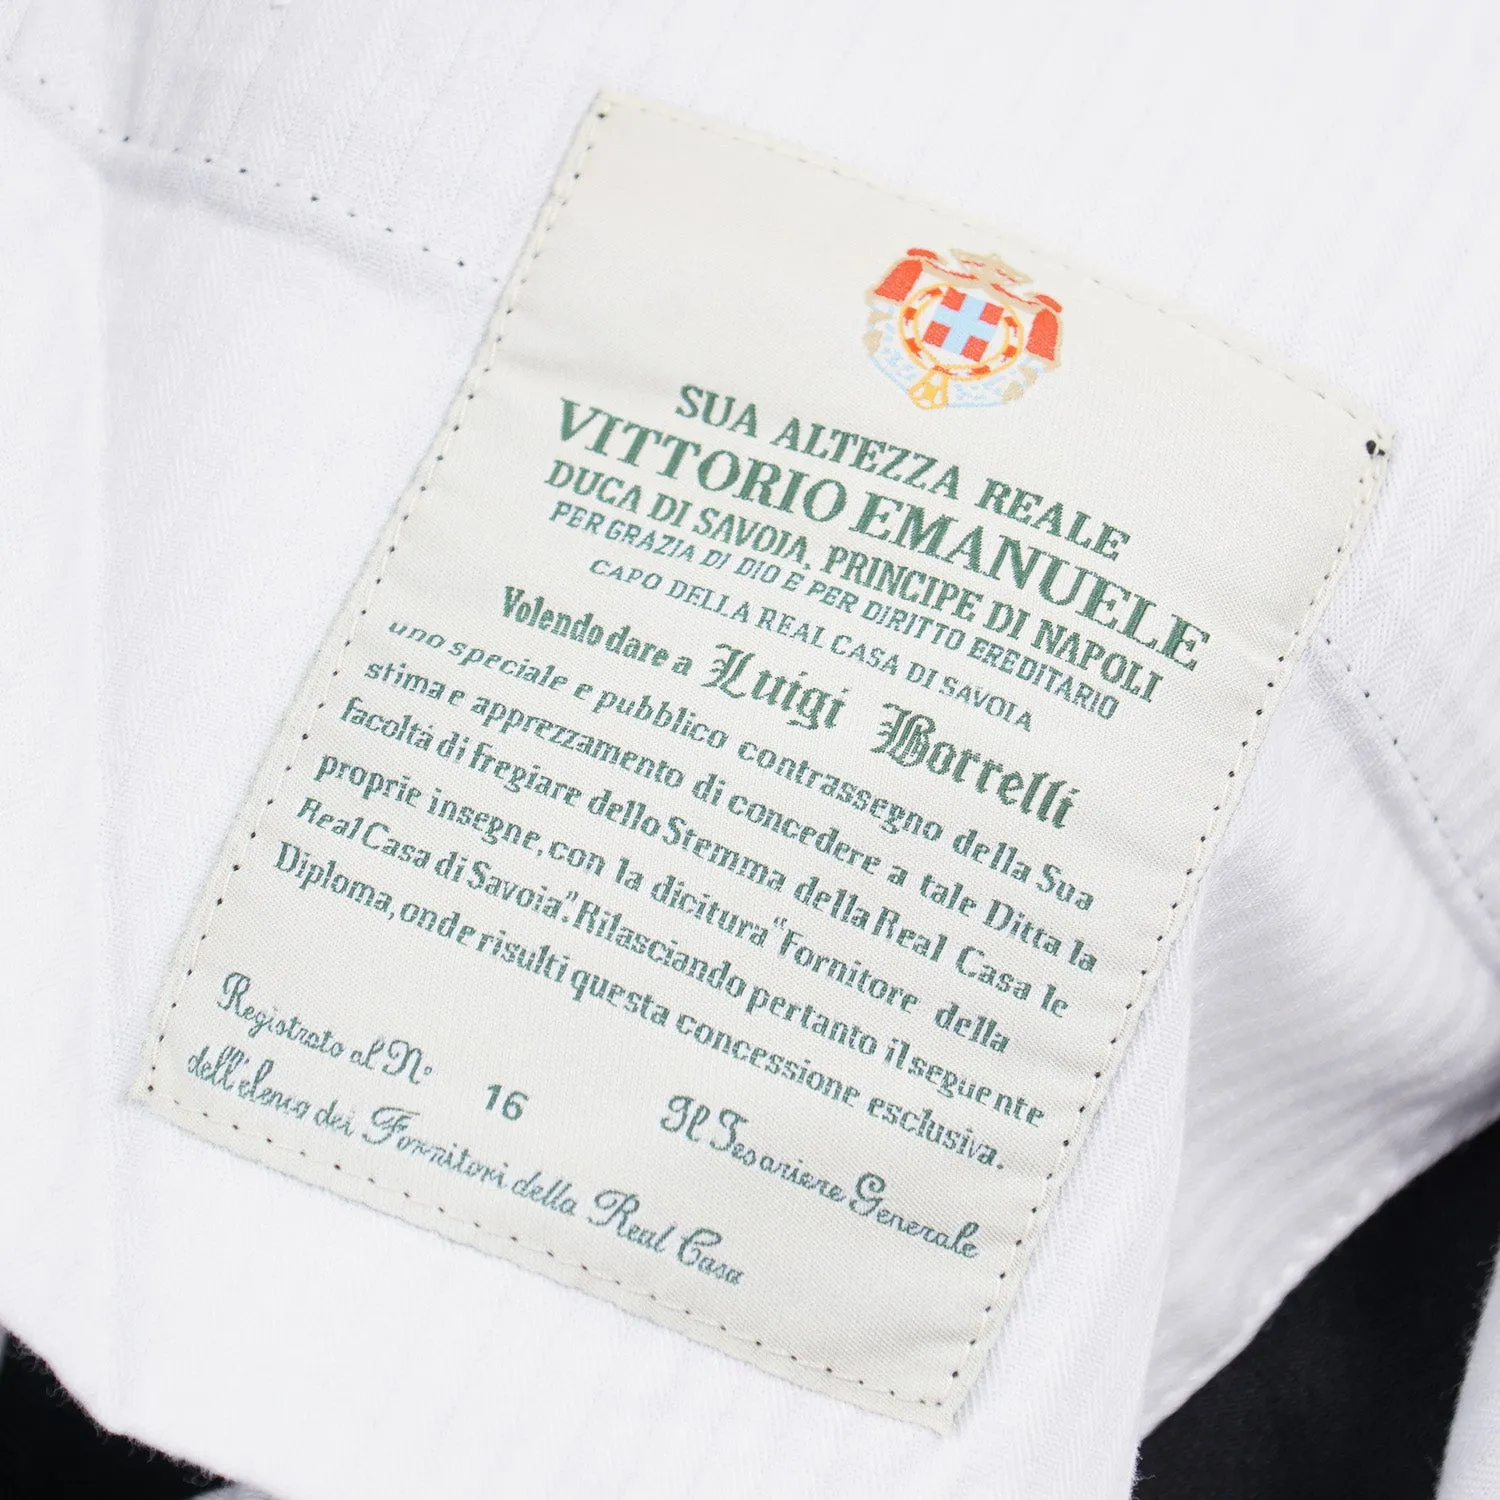 SUA ALTEZZA REALE
VITTORIO EMANUELE
DUCA DI SAVOIA, PRINCIPE DI NAPOLI
PER GRAZIA DI DIO E PER DIRITTO EREDITARIO
CAPO DELLA REAL CASA DI SAVOIA
Volendo dare a Luigi Borrelli
uno speciale e pubblico contrassegno della Sua
stima e apprezzamento di concedere a tale Ditta la
facoltá di fregiare dello Stemma della Real Casa le
proprie insegne, con la dicitura "Fornitore della
Real Casa di Savoia". Rilasciando pertanto il seguente
Diploma, onde risulti questa concessione esclusiva.
Registrato al N° 16 Il Tesoriere Generale
dell'elenco dei Fornitori della Real Casa